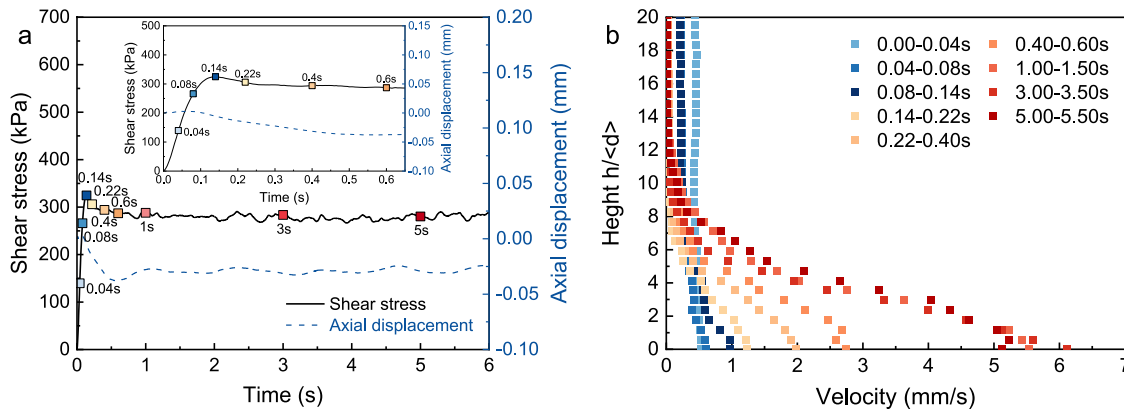 a
Shear stress (kPa)
700
600
500
400
300
200
100
0
0 1 2 3 4 5 6
Time (s)
0.20
0.15
0.10
0.05
0.00
-0.05
-0.10
Axial displacement (mm)
0.14s
0.22s
0.6s
0.4s
0.08s
0.04s
1s
3s
5s
Shear stress
Axial displacement
Shear stress (kPa)
500
400
300
200
100
0
0.0 0.1 0.2 0.3 0.4 0.5 0.6
Time (s)
0.15
0.10
0.05
0.00
-0.05
-0.10
Axial displacement (mm)
0.04s
0.08s
0.14s
0.22s
0.4s
0.6s
b
Heght h/<d>
20
18
16
14
12
10
8
6
4
2
0
0 1 2 3 4 5 6 7
Velocity (mm/s)
0.00-0.04s
0.04-0.08s
0.08-0.14s
0.14-0.22s
0.22-0.40s
0.40-0.60s
1.00-1.50s
3.00-3.50s
5.00-5.50s